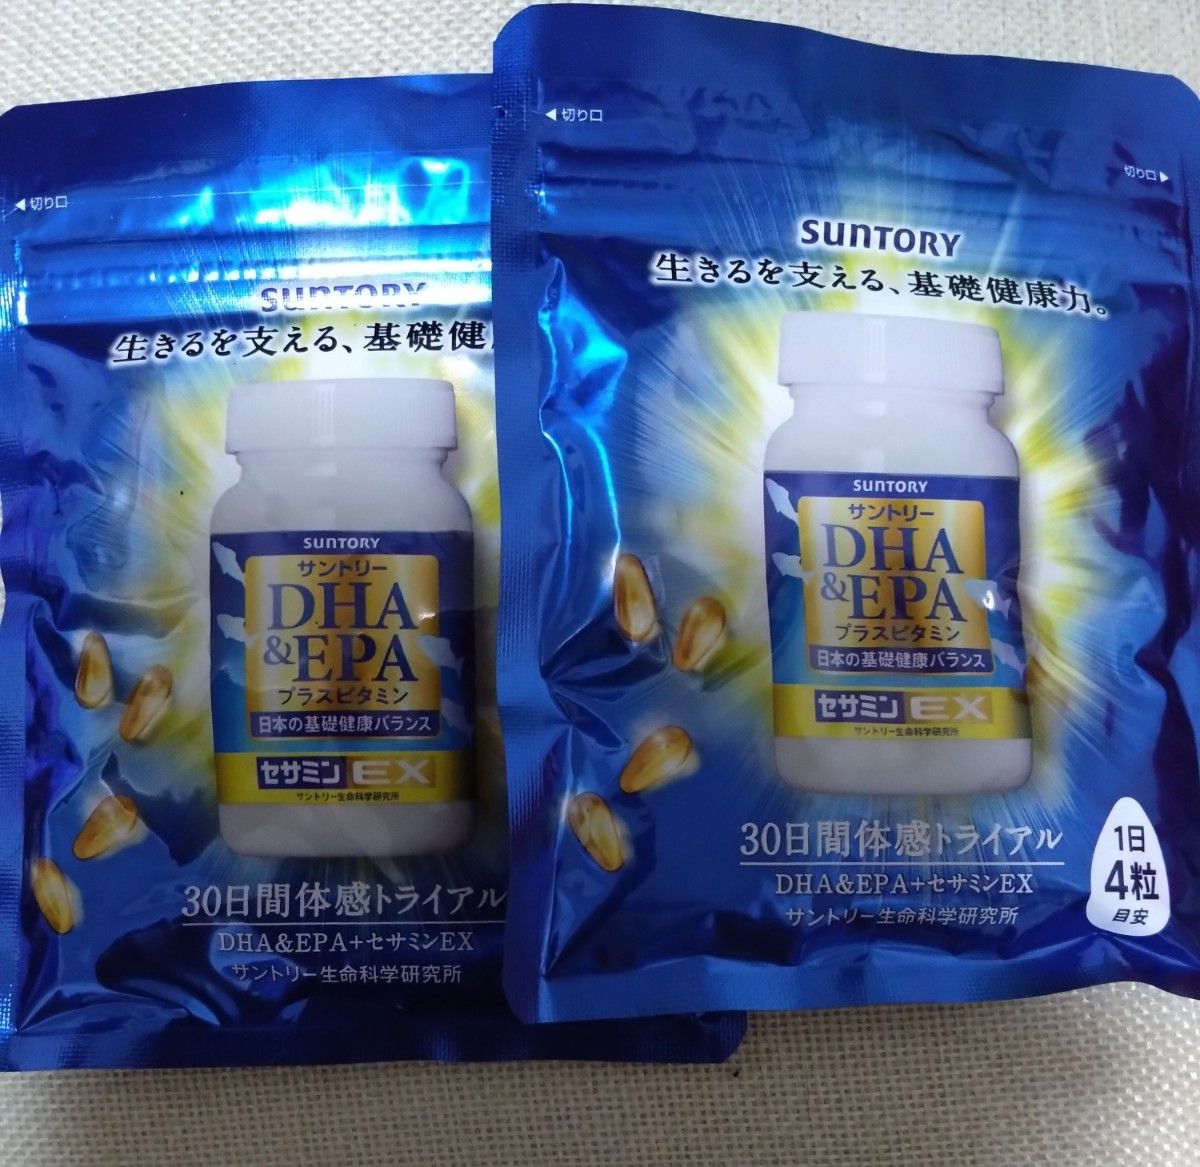 ◀切り口
SUNTORY
生きるを支える、基礎健
SUNTORY
サントリー
DHA
&EPA
プラスビタミン
日本の基礎健康バランス
セサミンEX
サントリー生命科学研究所
30日間体感トライアル
DHA&EPA+セサミンEX
サントリー生命科学研究所
◀切り口
切り口▶
SUNTORY
生きるを支える、基礎健康力。
SUNTORY
サントリー
DHA
&EPA
プラスビタミン
日本の基礎健康バランス
セサミンEX
サントリー生命科学研究所
30日間体感トライアル
DHA&EPA+セサミンEX
サントリー生命科学研究所
1日
4粒
目安